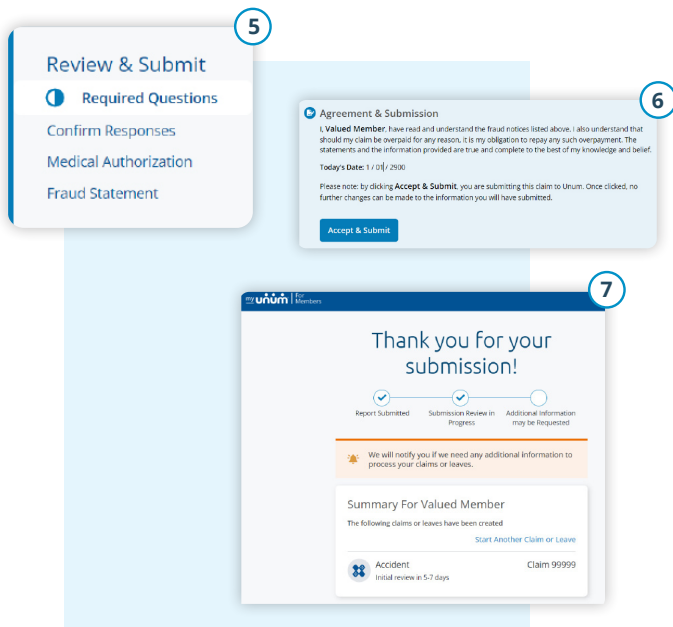 5
Review & Submit
Required Questions
Confirm Responses
Medical Authorization
Fraud Statement
6
Agreement & Submission
I, Valued Member, have read and understand the fraud notices listed above. I also understand that
should my claim be overpaid for any reason, it is my obligation to repay any such overpayment. The
statements and the information provided are true and complete to the best of my knowledge and belief.
Today's Date: 1 / 01 / 2900
Please note: by clicking Accept & Submit, you are submitting this claim to Unum. Once clicked, no
further changes can be made to the information you will have submitted.
Accept & Submit
7
my unum For
Members
Thank you for your
submission!
Report Submitted
Submission Review in
Progress
Additional Information
may be Requested
We will notify you if we need any additional information to
process your claims or leaves.
Summary For Valued Member
The following claims or leaves have been created
Start Another Claim or Leave
Accident Claim 99999
Initial review in 5-7 days